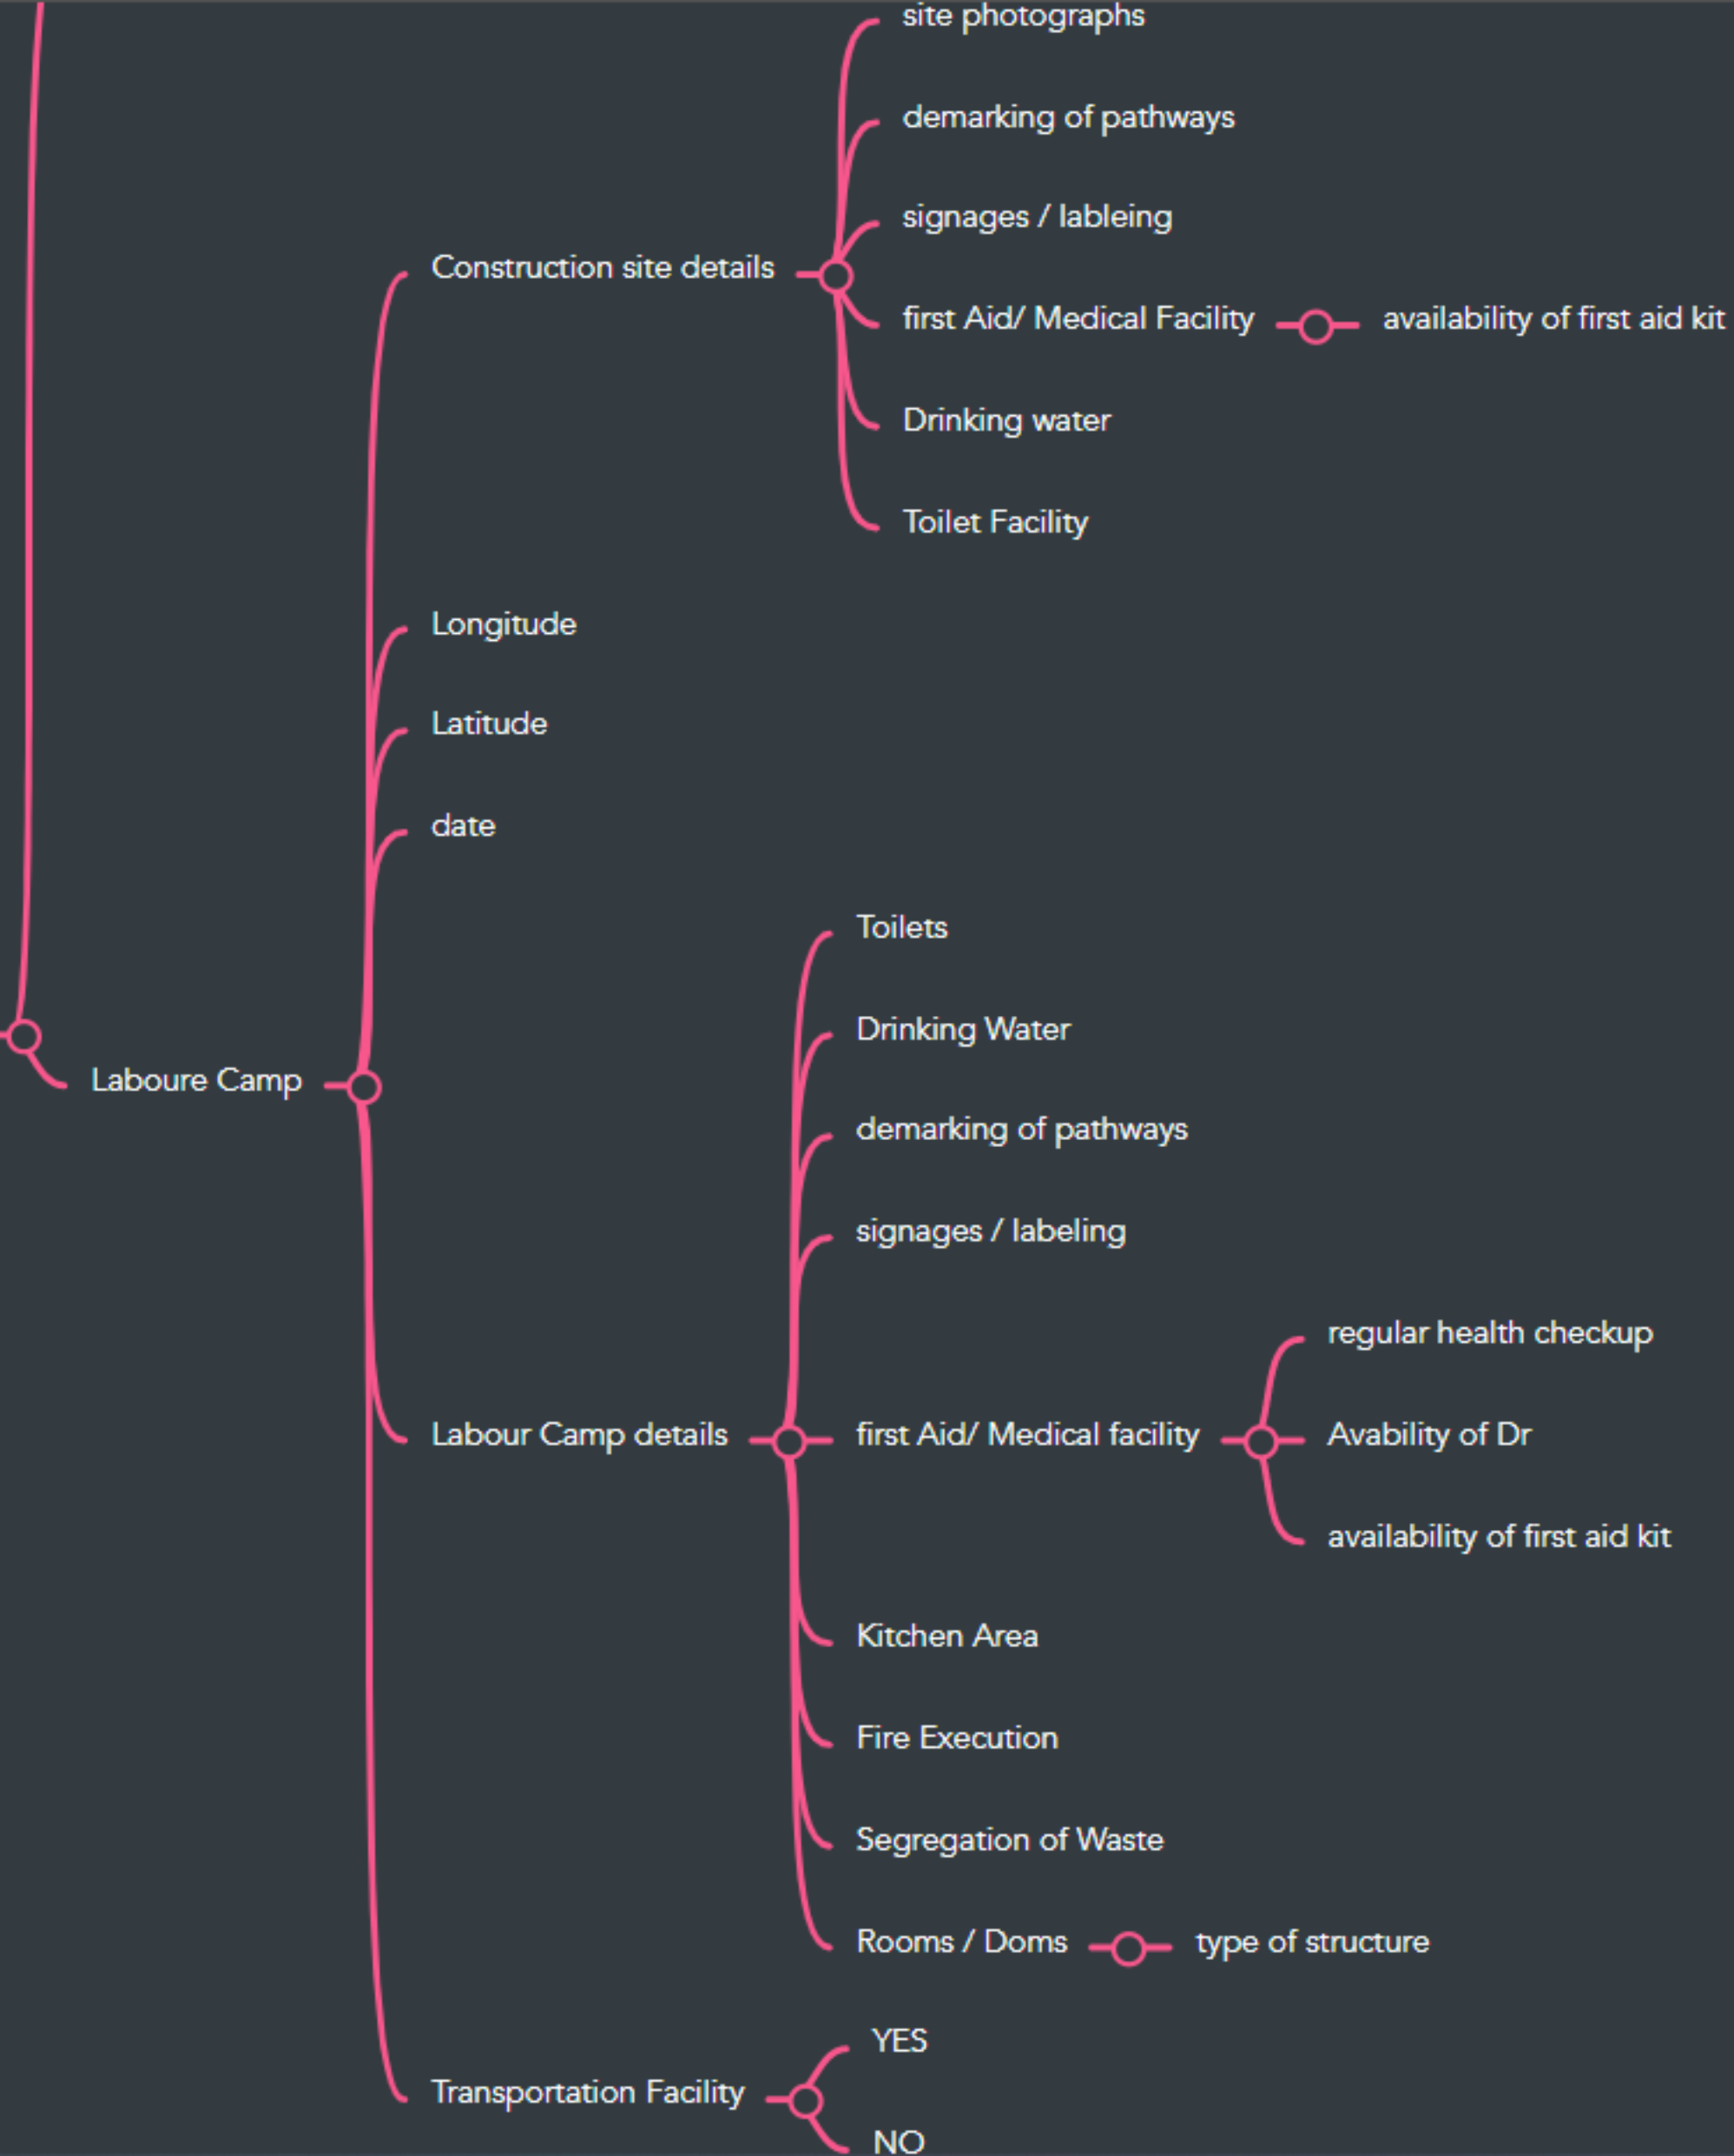 site photographs
demarking of pathways
signages / lableing
Construction site details
first Aid/ Medical Facility
availability of first aid kit
Drinking water
Toilet Facility
Longitude
Latitude
date
Toilets
Drinking Water
Laboure Camp
demarking of pathways
signages / labeling
regular health checkup
Labour Camp details
first Aid/ Medical facility
Avability of Dr
availability of first aid kit
Kitchen Area
Fire Execution
Segregation of Waste
Rooms / Doms
type of structure
YES
Transportation Facility
NO